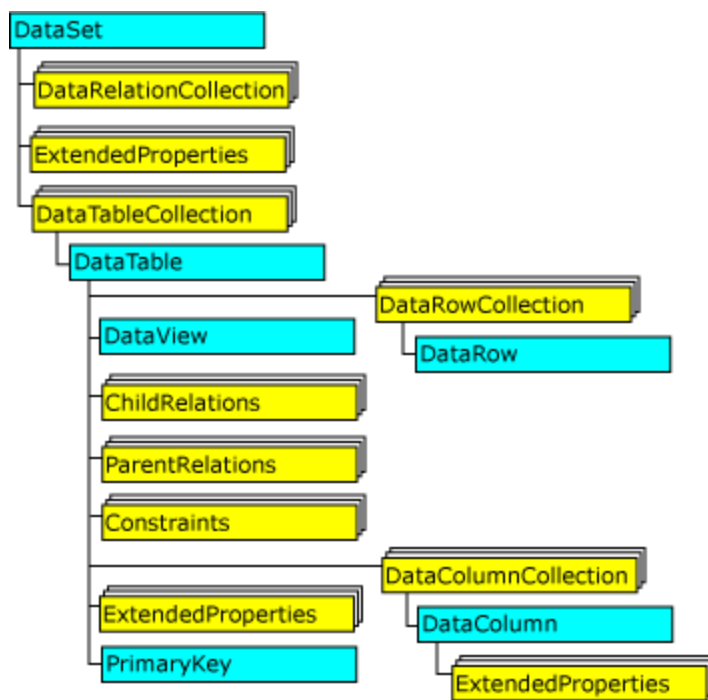 DataSet
DataRelationCollection
ExtendedProperties
DataTableCollection
DataTable
DataRowCollection
DataView
DataRow
ChildRelations
ParentRelations
Constraints
DataColumnCollection
ExtendedProperties
DataColumn
PrimaryKey
ExtendedProperties